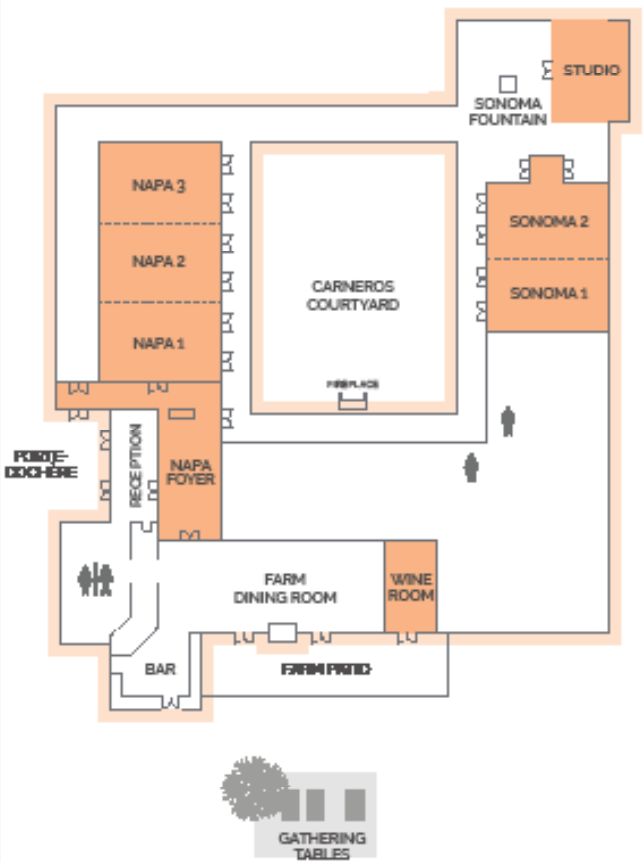 STUDIO
SONOMA
FOUNTAIN
NAPA 3
SONOMA 2
NAPA 2
CARNEROS
COURTYARD
SONOMA 1
NAPA 1
FIREPLACE
RECEPTION
PORTE-
COCHERE
NAPA
FOYER
FARM
DINING ROOM
WINE
ROOM
BAR
FARM PATIO
GATHERING
TABLES